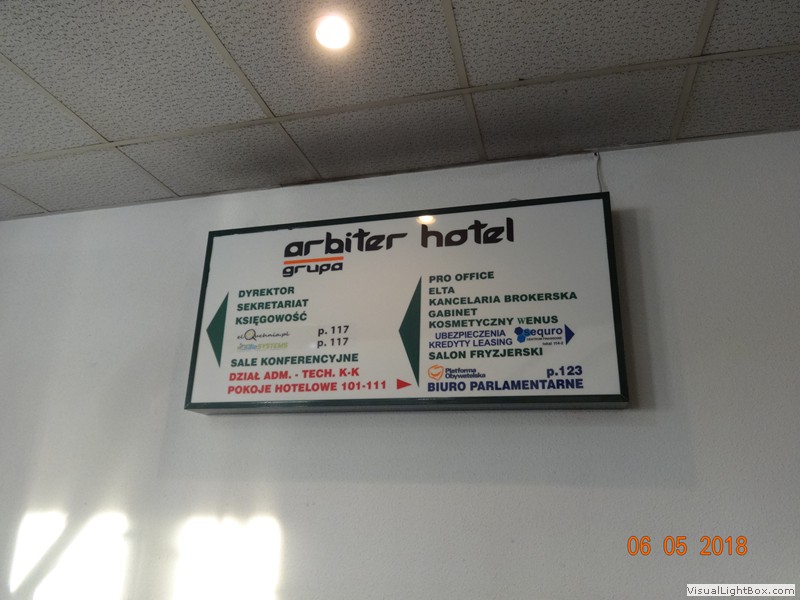 arbiter hotel
grupa
DYREKTOR
SEKRETARIAT
KSIĘGOWOŚĆ
p. 117
SYSTEMS p. 117
SALE KONFERENCYJNE
DZIAŁ ADM. - TECH. K-K
POKOJE HOTELOWE 101-111
PRO OFFICE
ELTA
KANCELARIA BROKERSKA
GABINET
KOSMETYCZNY WENUS
UBEZPIECZENIA
KREDYTY LEASING
sequro
SALON FRYZJERSKI
Platforma
Obywatelska
p.123
BIURO PARLAMENTARNE
06 05 2018
VisualLightBox.com